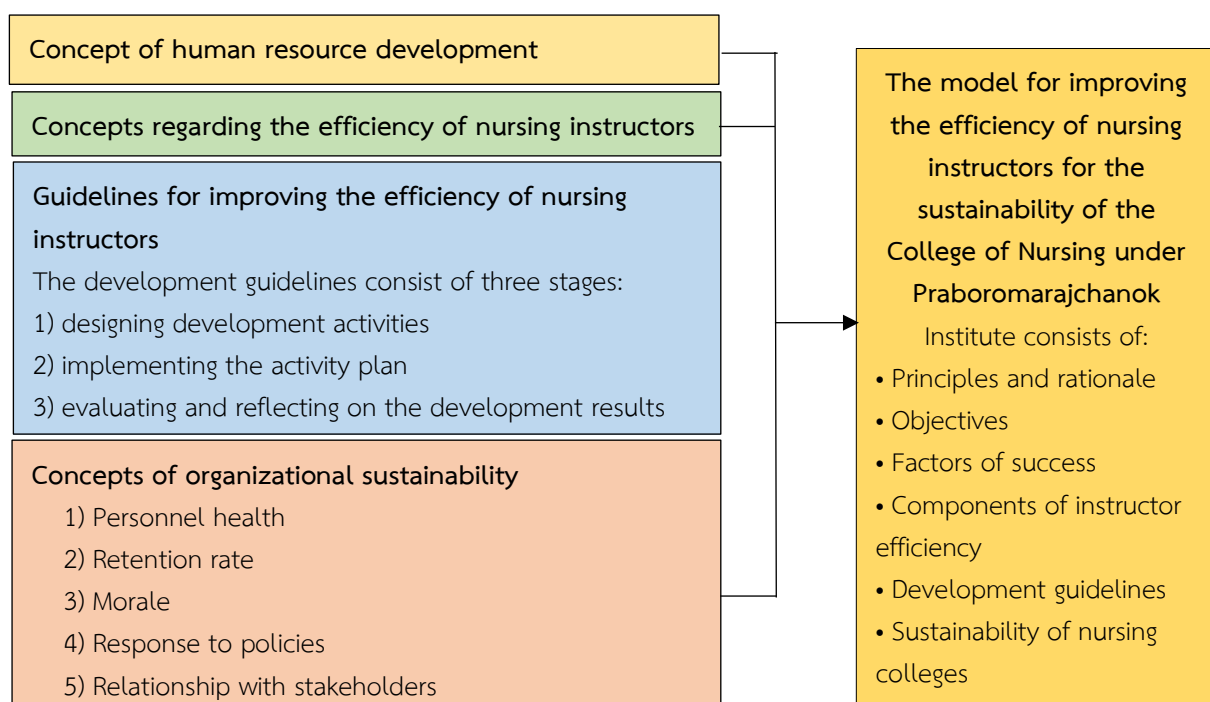 Concept of human resource development
Concepts regarding the efficiency of nursing instructors
Guidelines for improving the efficiency of nursing
instructors
The development guidelines consist of three stages:
1) designing development activities
2) implementing the activity plan
3) evaluating and reflecting on the development results
Concepts of organizational sustainability
1) Personnel health
2) Retention rate
3) Morale
4) Response to policies
5) Relationship with stakeholders
The model for improving
the efficiency of nursing
instructors for the
sustainability of the
College of Nursing under
Praboromarajchanok
Institute consists of:
• Principles and rationale
• Objectives
• Factors of success
• Components of instructor
efficiency
• Development guidelines
• Sustainability of nursing
colleges